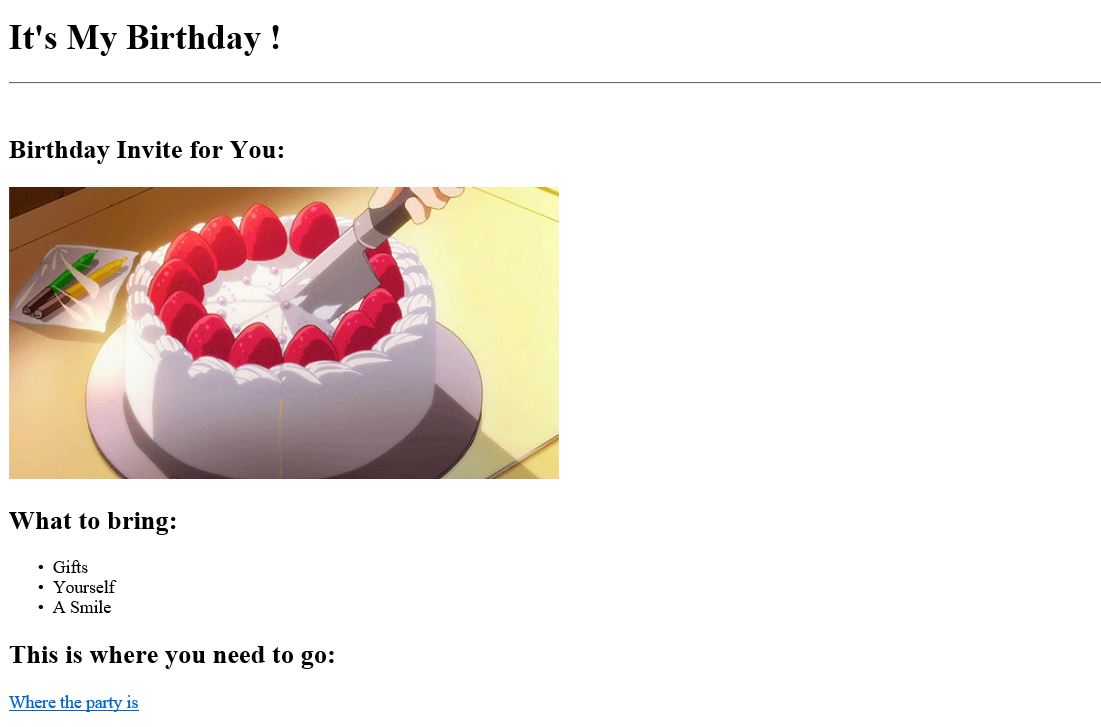 It's My Birthday !
Birthday Invite for You:
What to bring:
• Gifts
• Yourself
• A Smile
This is where you need to go:
Where the party is